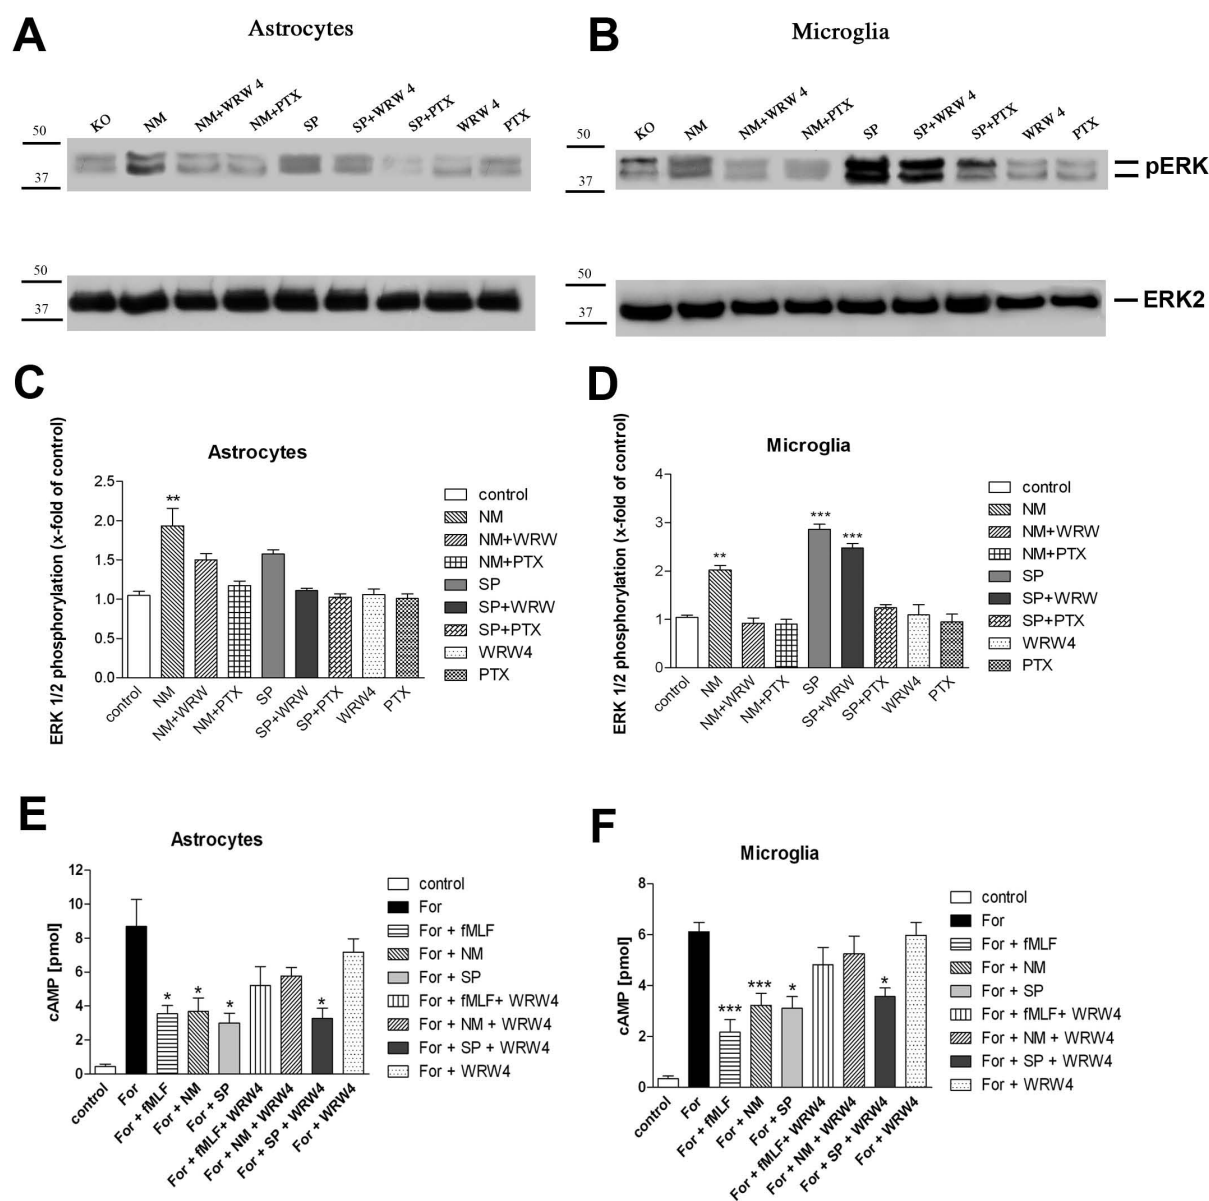 A
Astrocytes
KO NM NM+WRW 4 NM+PTX SP SP+WRW 4 SP+PTX WRW 4 PTX
50
37
50
37
B
Microglia
KO NM NM+WRW 4 NM+PTX SP SP+WRW 4 SP+PTX WRW 4 PTX
50
37
pERK
50
37
ERK2
C
Astrocytes
ERK 1/2 phosphorylation (x-fold of control)
2.5
2.0
1.5
1.0
0.5
0.0
**
control NM NM+WRW NM+PTX SP SP+WRW SP+PTX WRW4 PTX
control
NM
NM+WRW
NM+PTX
SP
SP+WRW
SP+PTX
WRW4
PTX
D
Microglia
ERK 1/2 phosphorylation (x-fold of control)
4
3
2
1
0
** *** ***
control NM NM+WRW NM+PTX SP SP+WRW SP+PTX WRW4 PTX
control
NM
NM+WRW
NM+PTX
SP
SP+WRW
SP+PTX
WRW4
PTX
E
Astrocytes
cAMP [pmol]
12
10
8
6
4
2
0
* * * *
control For For + fMLF For + NM For + SP For + fMLF+ WRW4 For + NM + WRW4 For + SP + WRW4 For + WRW4
control
For
For + fMLF
For + NM
For + SP
For + fMLF+ WRW4
For + NM + WRW4
For + SP + WRW4
For + WRW4
F
Microglia
cAMP [pmol]
8
6
4
2
0
*** *** * *
control For For + fMLF For + NM For + SP For + fMLF+ WRW4 For + NM + WRW4 For + SP + WRW4 For + WRW4
control
For
For + fMLF
For + NM
For + SP
For + fMLF+ WRW4
For + NM + WRW4
For + SP + WRW4
For + WRW4